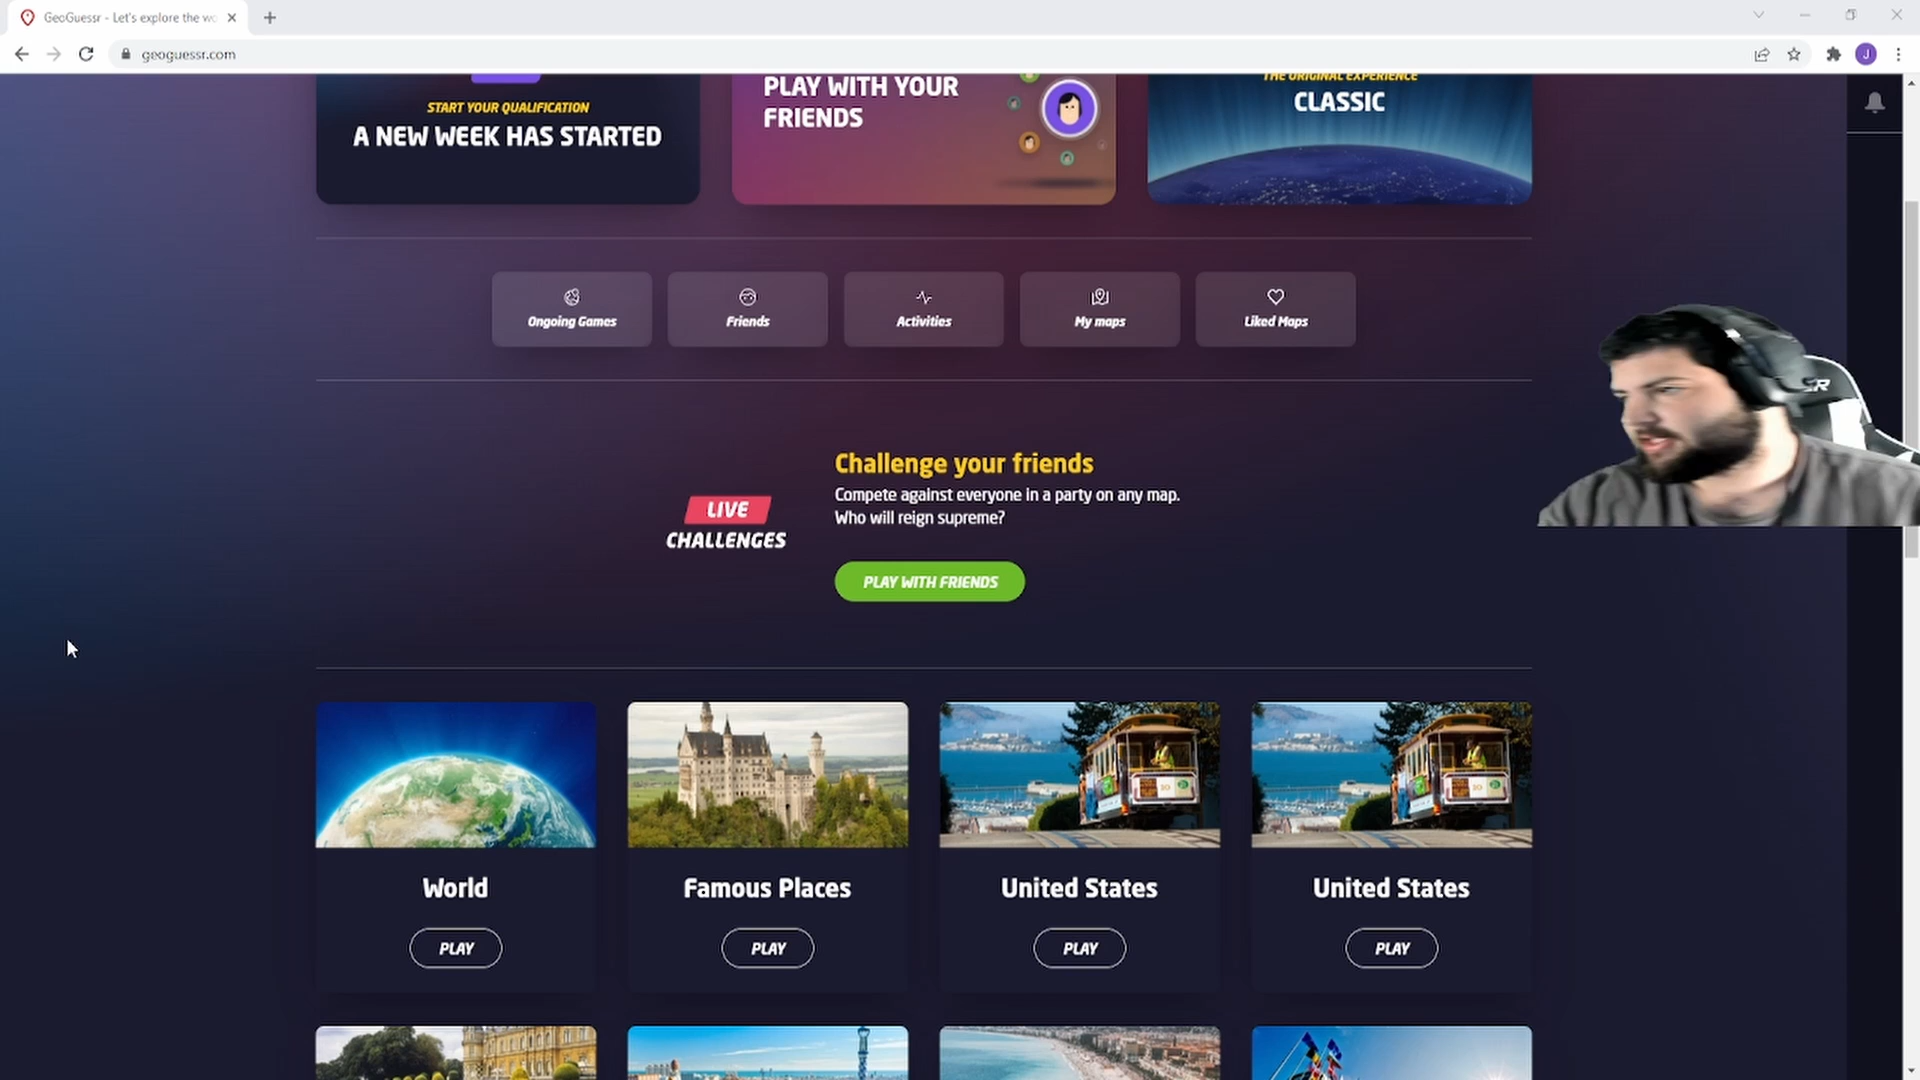 GeoGuessr - Let's explore the wo
geoguessr.com
J
START YOUR QUALIFICATION
A NEW WEEK HAS STARTED
PLAY WITH YOUR
FRIENDS
THE ORIGINAL EXPERIENCE
CLASSIC
Ongoing Games
Friends
Activities
My maps
Liked Maps
LIVE
CHALLENGES
Challenge your friends
Compete against everyone in a party on any map.
Who will reign supreme?
PLAY WITH FRIENDS
World
Famous Places
United States
United States
PLAY
PLAY
PLAY
PLAY